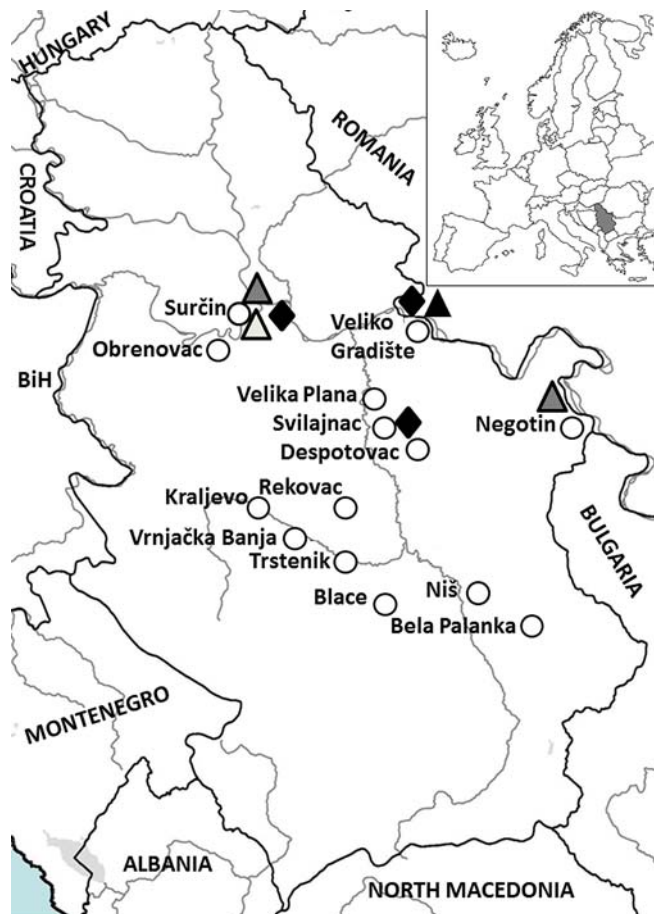 HUNGARY
ROMANIA
CROATIA
Surčin
Veliko
Gradište
Obrenovac
BiH
Velika Plana
Svilajnac
Negotin
Despotovac
Rekovac
Kraljevo
BULGARIA
Vrnjačka Banja
Trstenik
Niš
Blace
Bela Palanka
MONTENEGRO
ALBANIA
NORTH MACEDONIA